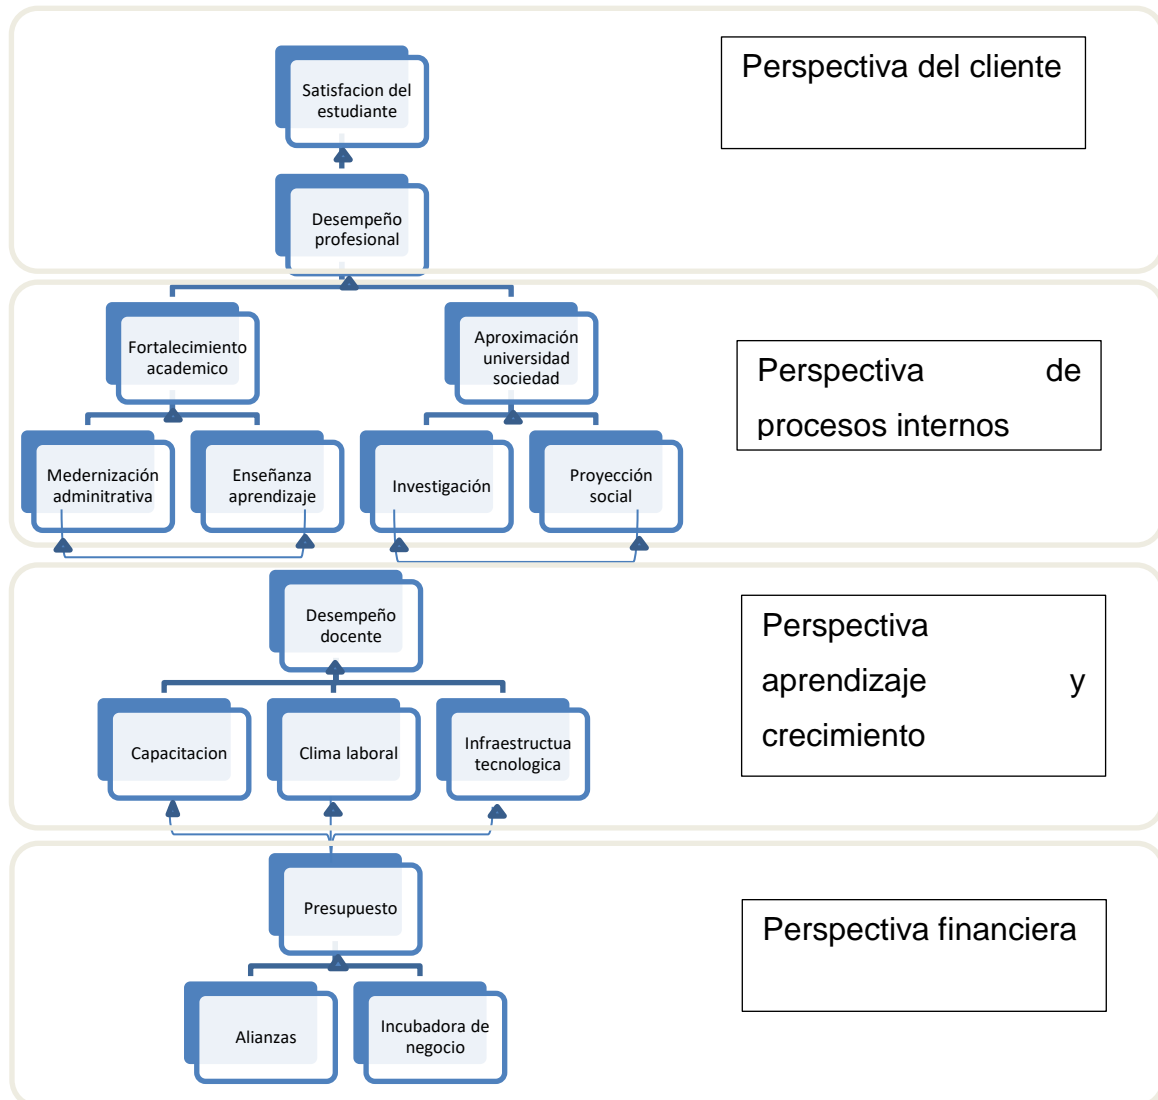 Satisfacion del
estudiante
Perspectiva del cliente
Desempeño
profesional
Fortalecimiento
academico
Aproximación
universidad
sociedad
Perspectiva de
procesos internos
Medernización
adminitrativa
Enseñanza
aprendizaje
Investigación
Proyección
social
Desempeño
docente
Perspectiva
aprendizaje y
crecimiento
Capacitacion
Clima laboral
Infraestructua
tecnologica
Presupuesto
Perspectiva financiera
Alianzas
Incubadora de
negocio